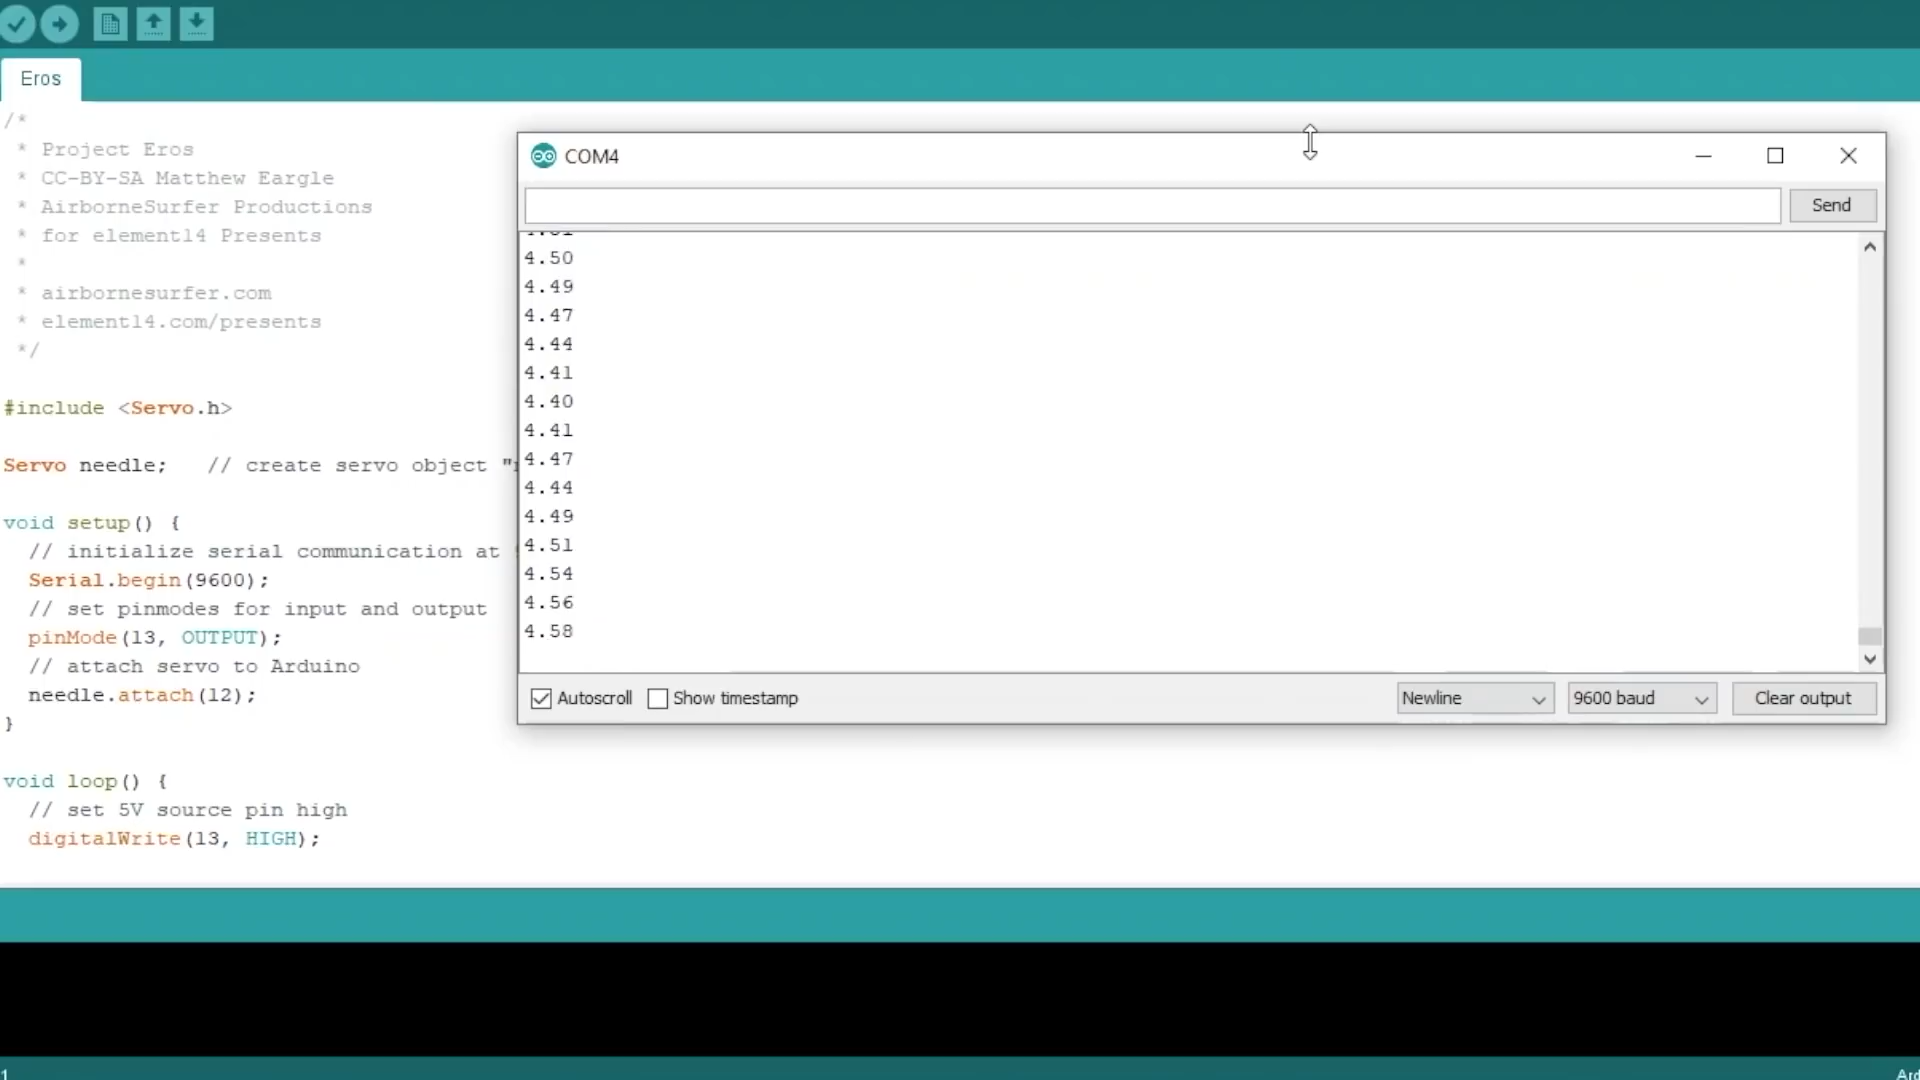 Eros
/*
* Project Eros
* CC-BY-SA Matthew Eargle
* AirborneSurfer Productions
* for element14 Presents
*
* airbornesurfer.com
* element14.com/presents
*/
#include <Servo.h>
Servo needle; // create servo object "
void setup() {
// initialize serial communication at
Serial.begin(9600);
// set pinmodes for input and output
pinMode(13, OUTPUT);
// attach servo to Arduino
needle.attach(12);
}
void loop() {
// set 5V source pin high
digitalWrite(13, HIGH);
COM4
Send
4.50
4.49
4.47
4.44
4.41
4.40
4.41
4.47
4.44
4.49
4.51
4.54
4.56
4.58
Autoscroll
Show timestamp
Newline
9600 baud
Clear output
1